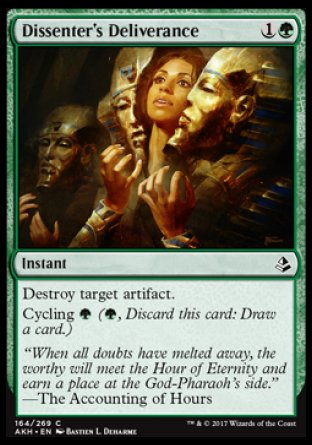 Dissenter's Deliverance 1
Instant
Destroy target artifact.
Cycling (, Discard this card: Draw
a card.)
"When all doubts have melted away, the
worthy will meet the Hour of Eternity and
earn a place at the God-Pharaoh's side."
—The Accounting of Hours
164/269 C
AKH • EN Bastien L. Deharme
™ & © 2017 Wizards of the Coast